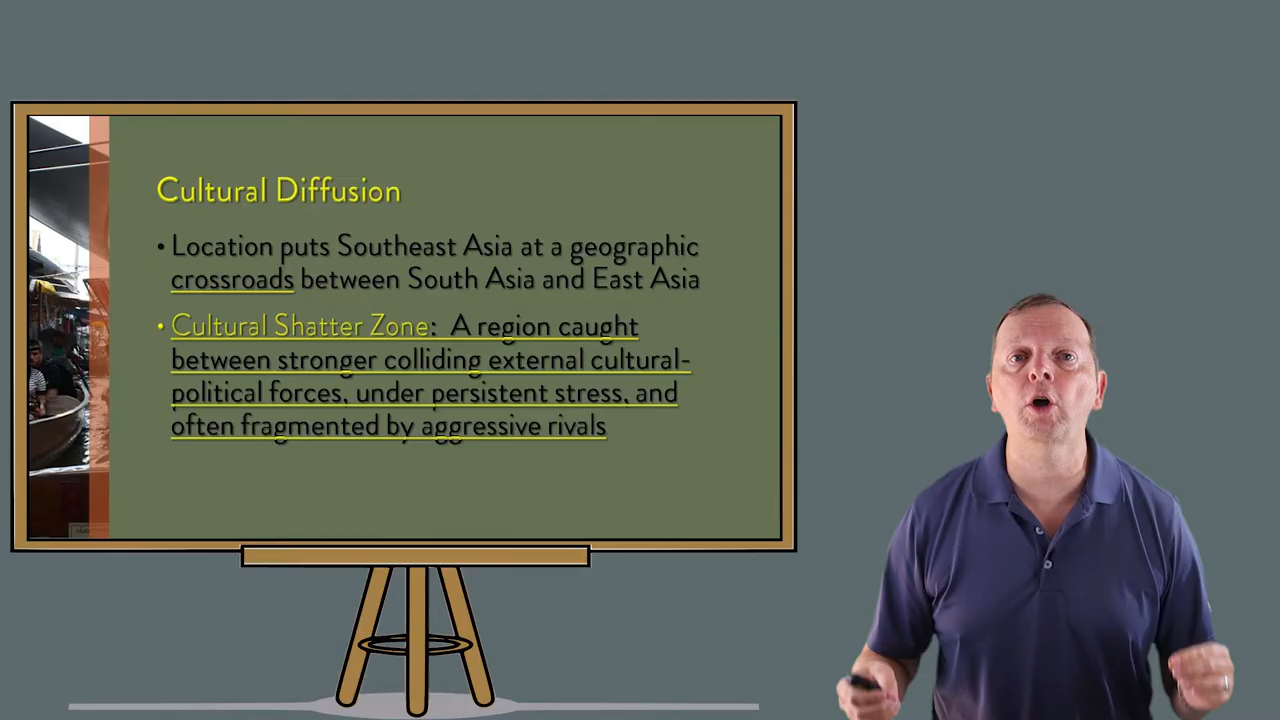 Cultural Diffusion
• Location puts Southeast Asia at a geographic
crossroads between South Asia and East Asia
• Cultural Shatter Zone: A region caught
between stronger colliding external cultural-
political forces, under persistent stress, and
often fragmented by aggressive rivals